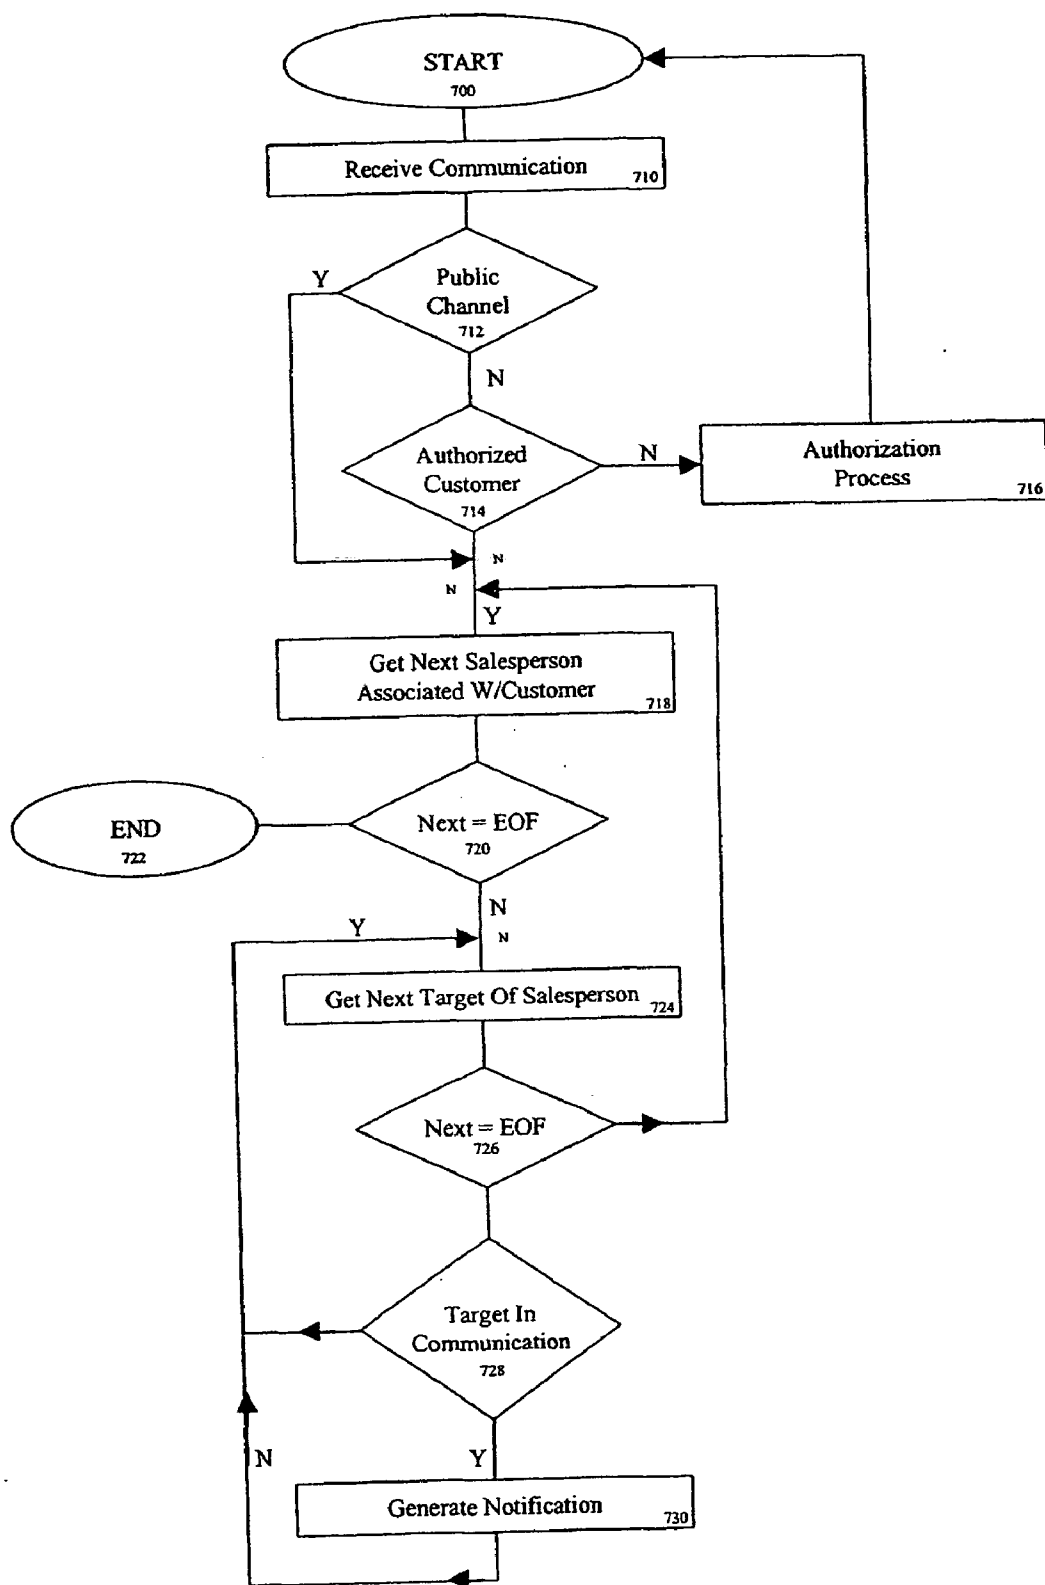 START
700
Receive Communication
710
Y
Public
Channel
712
N
Authorized
Customer
714
N
Authorization
Process
716
N
N
Y
Get Next Salesperson
Associated W/Customer
718
Next = EOF
720
END
722
N
Y
N
Get Next Target Of Salesperson
724
Next = EOF
726
Target In
Communication
728
N
Y
Generate Notification
730